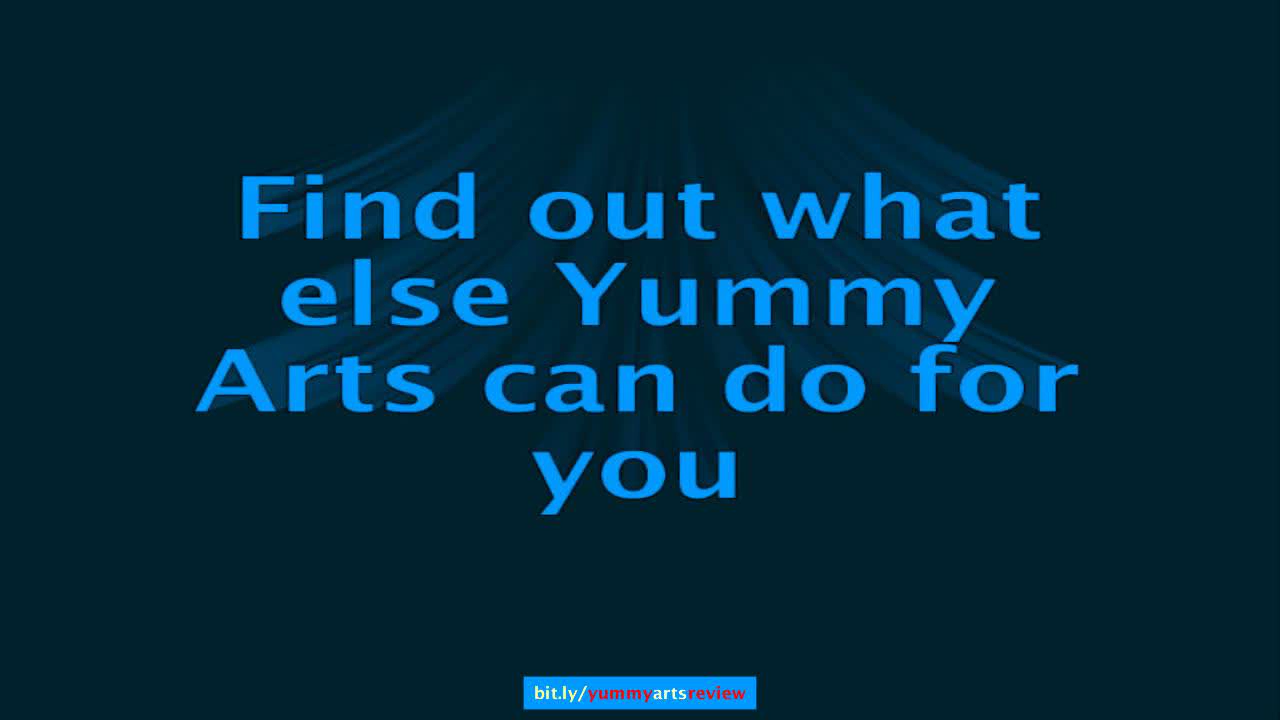 Find out what
else Yummy
Arts can do for
you
bit.ly/yummyartsreview